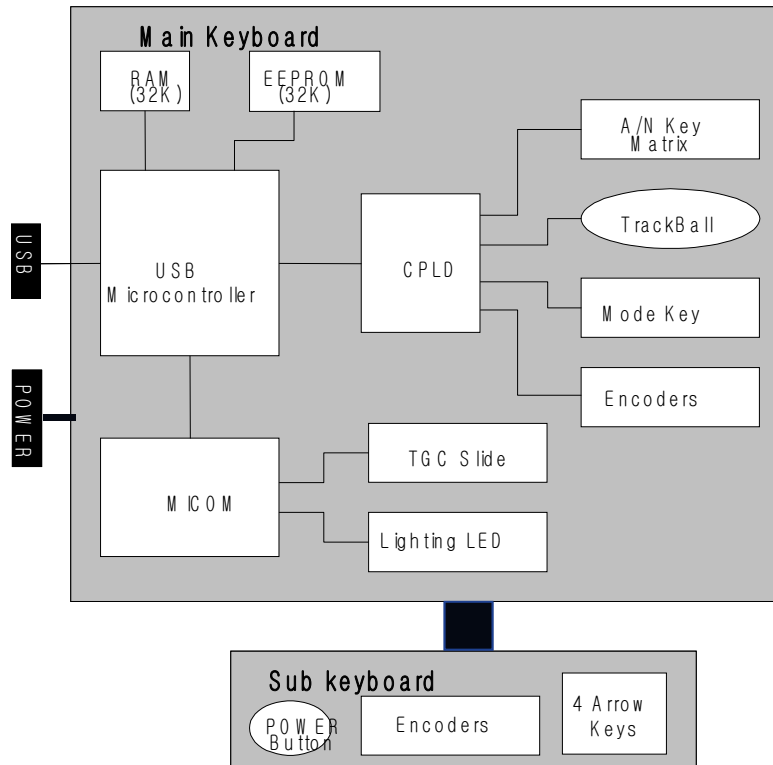 Main Keyboard
RAM
(32K)
EEPROM
(32K)
A/N Key
Matrix
TrackBall
USB
USB
Microcontroller
CPLD
Mode Key
POWER
Encoders
TGC Slide
MICOM
Lighting LED
Sub keyboard
POWER
Button
Encoders
4 Arrow
Keys